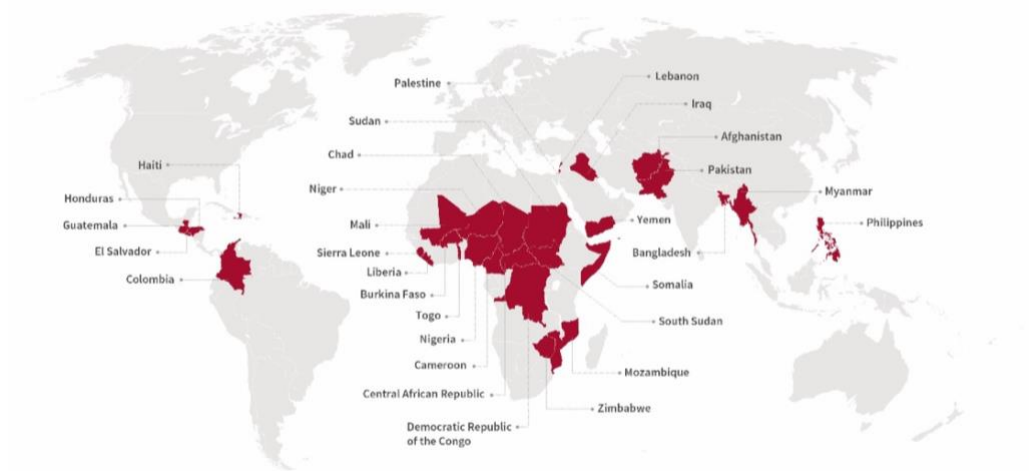 Palestine
Lebanon
Iraq
Sudan
Afghanistan
Chad
Haiti
Pakistan
Niger
Myanmar
Honduras
Guatemala
Mali
Yemen
Philippines
El Salvador
Sierra Leone
Bangladesh
Liberia
Colombia
Somalia
Burkina Faso
Togo
South Sudan
Nigeria
Cameroon
Mozambique
Central African Republic
Zimbabwe
Democratic Republic
of the Congo